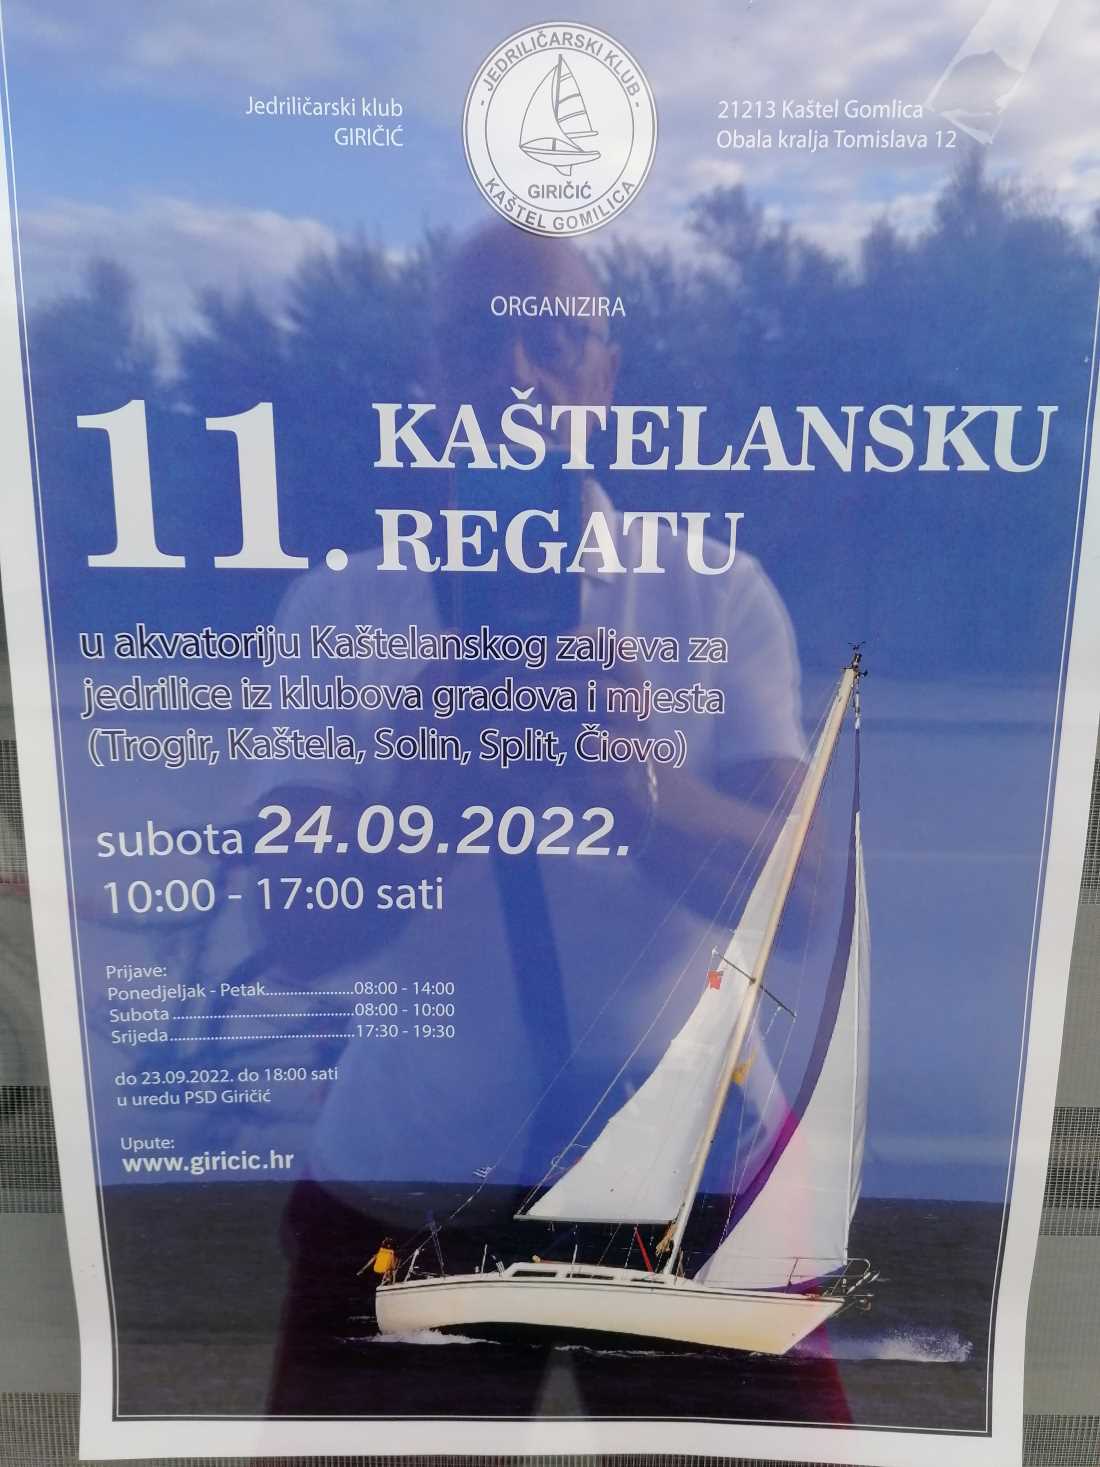 Jedriličarski klub
GIRIČIĆ
- JEDRILIČARSKI KLUB -
GIRIČIĆ
KAŠTEL GOMILICA
21213 Kaštel Gomlica
Obala kralja Tomislava 12
ORGANIZIRA
11. KAŠTELANSKU
REGATU
u akvatoriju Kaštelanskog zaljeva za
jedrilice iz klubova gradova i mjesta
(Trogir, Kaštela, Solin, Split, Čiovo)
subota 24.09.2022.
10:00 - 17:00 sati
Prijave:
Ponedjeljak - Petak.....................08:00 - 14:00
Subota ...........................................08:00 - 10:00
Srijeda............................................17:30 - 19:30
do 23.09.2022. do 18:00 sati
u uredu PSD Giričić
Upute:
www.giricic.hr